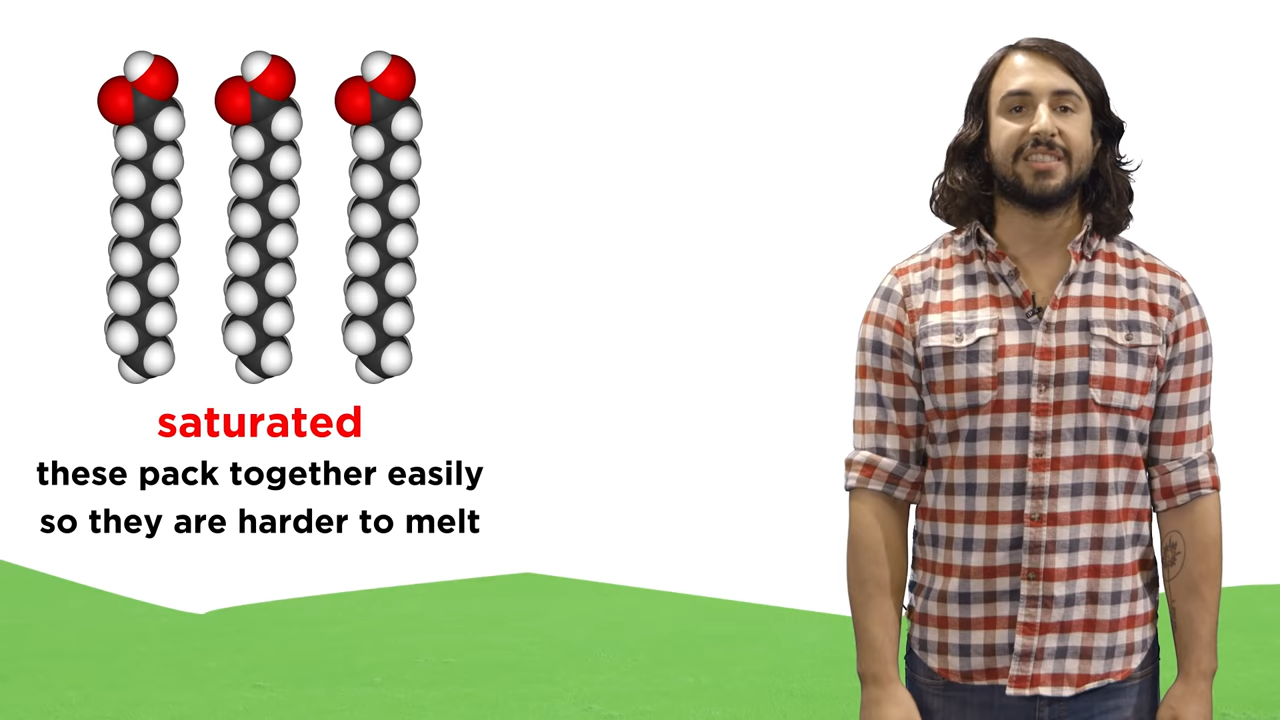 saturated
these pack together easily
so they are harder to melt